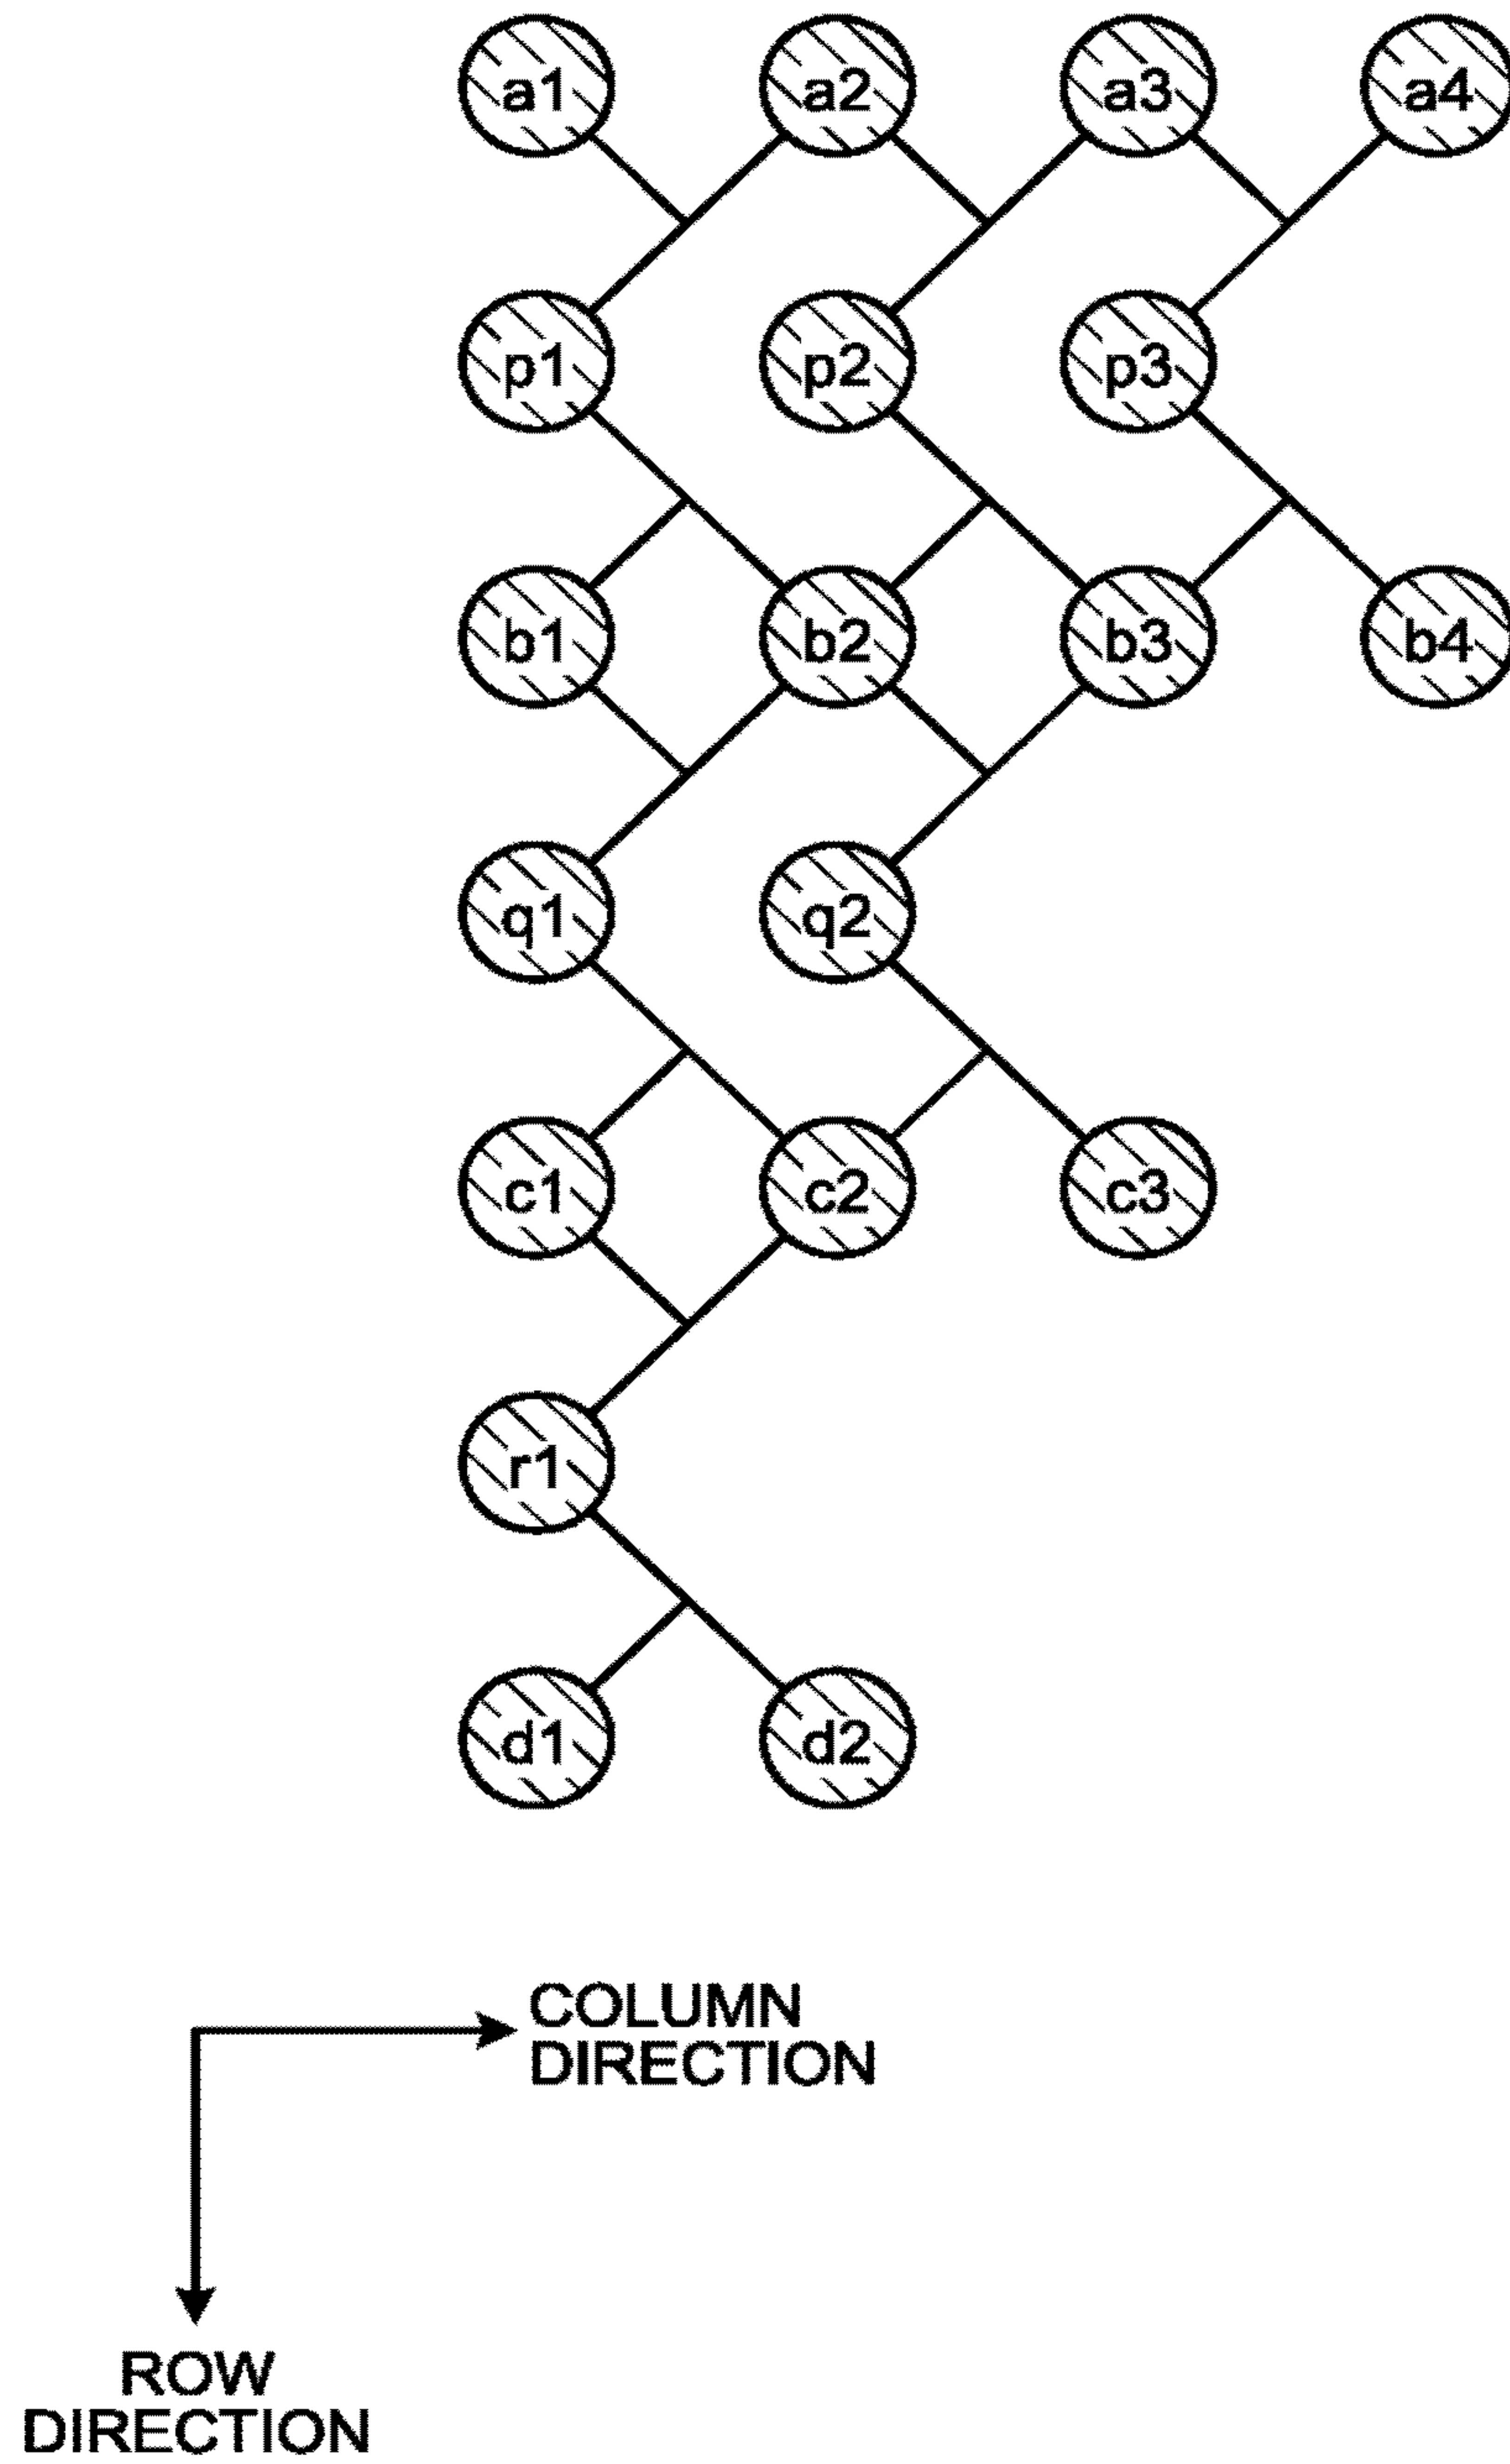 a1 a2 a3 a4
p1 p2 p3
b1 b2 b3 b4
q1 q2
c1 c2 c3
r1
d1 d2
COLUMN
DIRECTION
ROW
DIRECTION